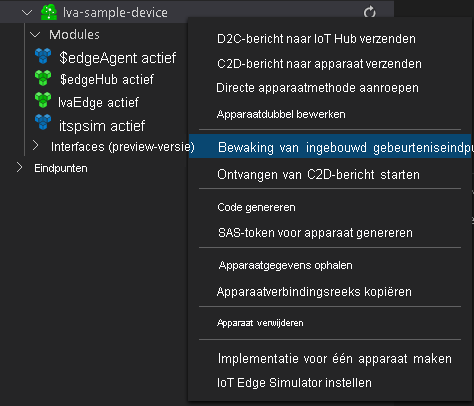 lva-sample-device
Modules
$edgeAgent actief
$edgeHub actief
lvaEdge actief
itspsim actief
Interfaces (preview-versie)
Eindpunten
D2C-bericht naar IoT Hub verzenden
C2D-bericht naar apparaat verzenden
Directe apparaatmethode aanroepen
Apparaatdubbel bewerken
Bewaking van ingebouwd gebeurteniseindpu
Ontvangen van C2D-bericht starten
Code genereren
SAS-token voor apparaat genereren
Apparaatgegevens ophalen
Apparaatverbindingsreeks kopiëren
Apparaat verwijderen
Implementatie voor één apparaat maken
IoT Edge Simulator instellen